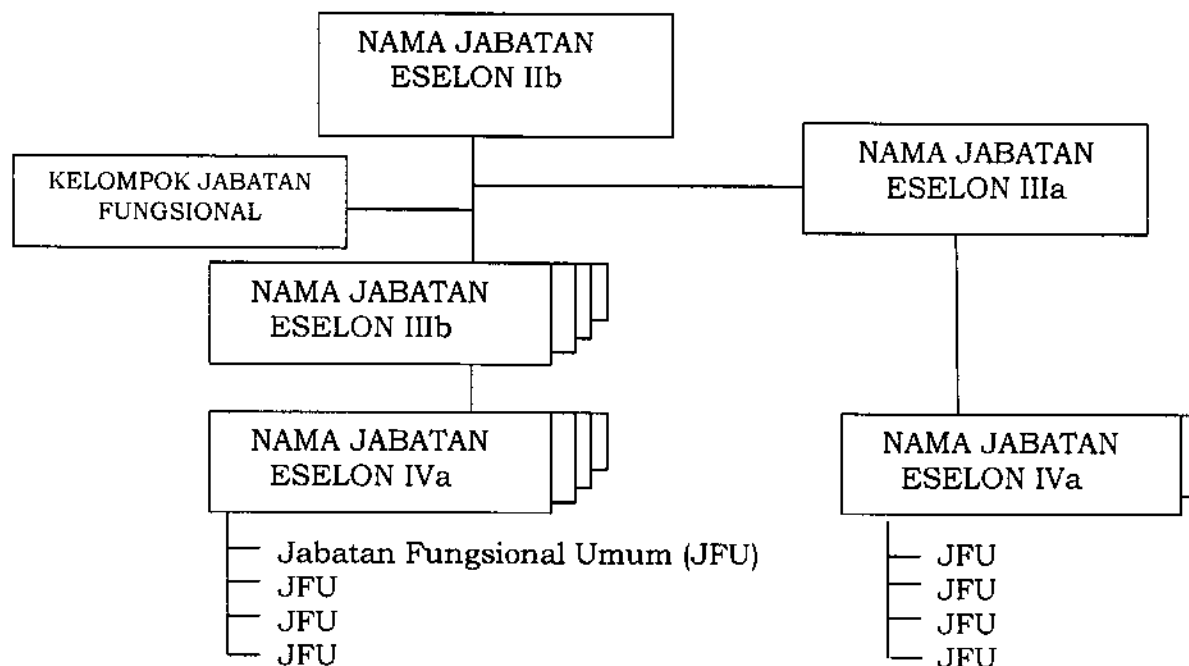 NAMA JABATAN
ESELON IIb
KELOMPOK JABATAN
FUNGSIONAL
NAMA JABATAN
ESELON IIIa
NAMA JABATAN
ESELON IIIb
NAMA JABATAN
ESELON IVa
Jabatan Fungsional Umum (JFU)
JFU
JFU
JFU
NAMA JABATAN
ESELON IVa
JFU
JFU
JFU
JFU